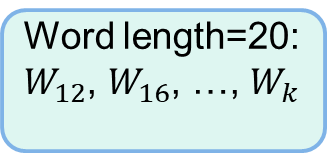 Word length=20:
W₁₂, W₁₆, ..., Wₖ